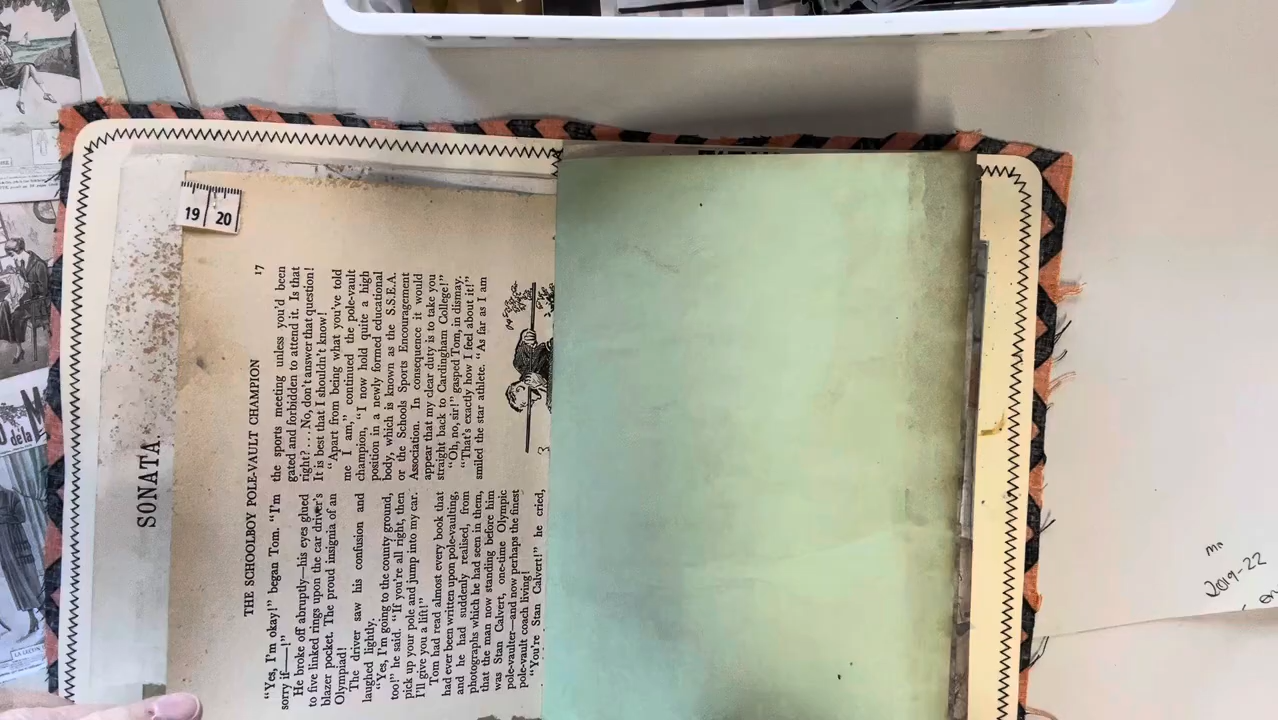 SONATA.
19 20
THE SCHOOLBOY POLE-VAULT CHAMPION 17
"Yes, I'm okay!" began Tom. "I'm
sorry if——!"
He broke off abruptly—his eyes glued
to five linked rings upon the car driver's
blazer pocket. The proud insignia of an
Olympiad!
The driver saw his confusion and
laughed lightly.
"Yes, I'm going to the county ground,
too!" he said. "If you're all right, then
pick up your pole and jump into my car.
I'll give you a lift!"
Tom had read almost every book that
had ever been written upon pole-vaulting,
and he had suddenly realised, from
photographs which he had seen in them,
that the man now standing before him
was Stan Calvert, one-time Olympic
pole-vaulter—and now perhaps the finest
pole-vault coach living!
"You're Stan Calvert!" he cried,
the sports meeting unless you'd been
gated and forbidden to attend it. Is that
right? . . . No, don't answer that question!
It is best that I shouldn't know!
"Apart from being what you've told
me I am," continued the pole-vault
champion, "I now hold quite a high
position in a newly formed educational
body, which is known as the S.S.E.A.
or the Schools Sports Encouragement
Association. In consequence it would
appear that my clear duty is to take you
straight back to Cardingham College!"
"Oh, no, sir!" gasped Tom, in dismay.
"That's exactly how I feel about it!"
smiled the star athlete. "As far as I am
de la M
2019-22